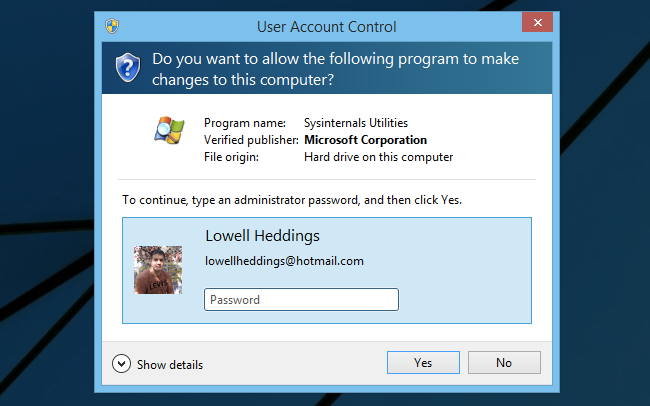 User Account Control
Do you want to allow the following program to make
changes to this computer?
Program name: Sysinternals Utilities
Verified publisher: Microsoft Corporation
File origin: Hard drive on this computer
To continue, type an administrator password, and then click Yes.
Lowell Heddings
lowellheddings@hotmail.com
LEVI'S
Password
Show details
Yes No